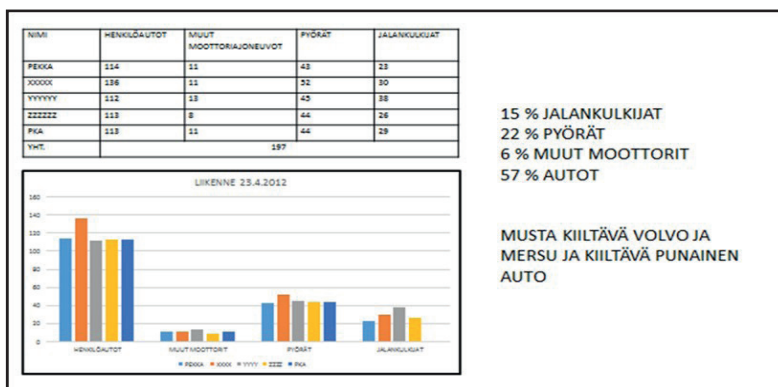 NIMI HENKILÖAUTOT MUUT MOOTTORIAJONEUVOT PYÖRÄT JALANKULKIJAT
PEKKA 114 11 43 23
XXXXX 136 11 52 30
YYYYYY 112 13 45 38
ZZZZZZ 113 8 44 26
PKA 113 11 44 29
YHT. 197
LIIKENNE 23.4.2012
160
140
120
100
80
60
40
20
0
HENKILÖAUTOT MUUT MOOTTORIT PYÖRÄT JALANKULKIJAT
PEKKA XXXX YYYY ZZZZ PKA
15 % JALANKULKIJAT
22 % PYÖRÄT
6 % MUUT MOOTTORIT
57 % AUTOT
MUSTA KIILTÄVÄ VOLVO JA
MERSU JA KIILTÄVÄ PUNAINEN
AUTO